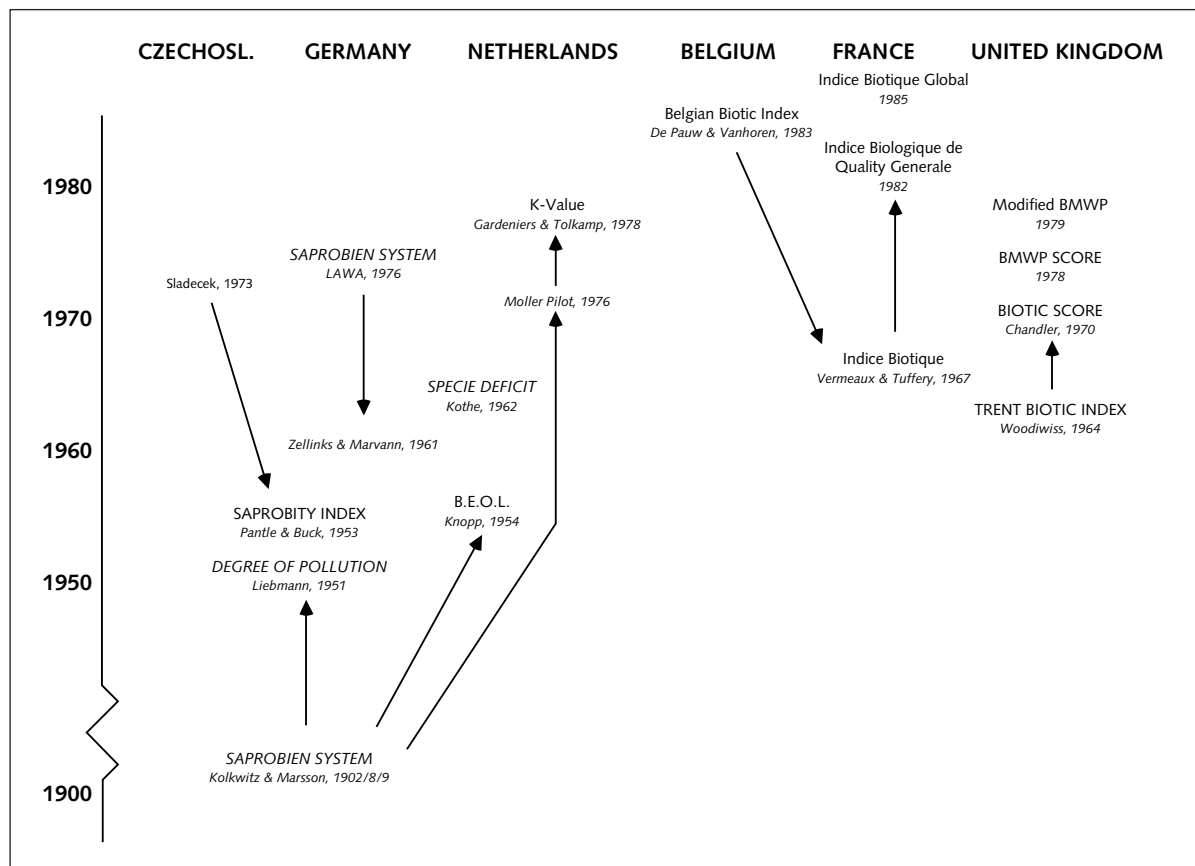 CZECHOSL. GERMANY NETHERLANDS BELGIUM FRANCE UNITED KINGDOM
Indice Biotique Global
1985
Belgian Biotic Index
De Pauw & Vanhoren, 1983
Indice Biologique de
Quality Generale
1982
1980
K-Value
Gardeniers & Tolkamp, 1978
Modified BMWP
1979
SAPROBIEN SYSTEM
LAWA, 1976
BMWP SCORE
1978
Sladecek, 1973
Moller Pilot, 1976
BIOTIC SCORE
Chandler, 1970
1970
Indice Biotique
Vermeaux & Tuffery, 1967
SPECIE DEFICIT
Kothe, 1962
TRENT BIOTIC INDEX
Woodiwiss, 1964
1960
Zellinks & Marvann, 1961
B.E.O.L.
Knopp, 1954
SAPROBITY INDEX
Pantle & Buck, 1953
DEGREE OF POLLUTION
Liebmann, 1951
1950
SAPROBIEN SYSTEM
Kolkwitz & Marsson, 1902/8/9
1900